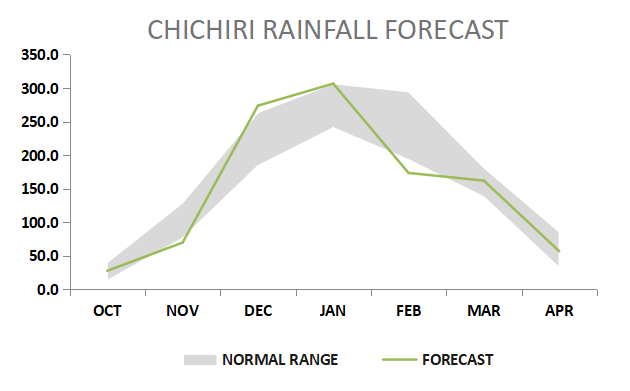 CHICHIRI RAINFALL FORECAST
350.0
300.0
250.0
200.0
150.0
100.0
50.0
0.0
OCT NOV DEC JAN FEB MAR APR
NORMAL RANGE FORECAST